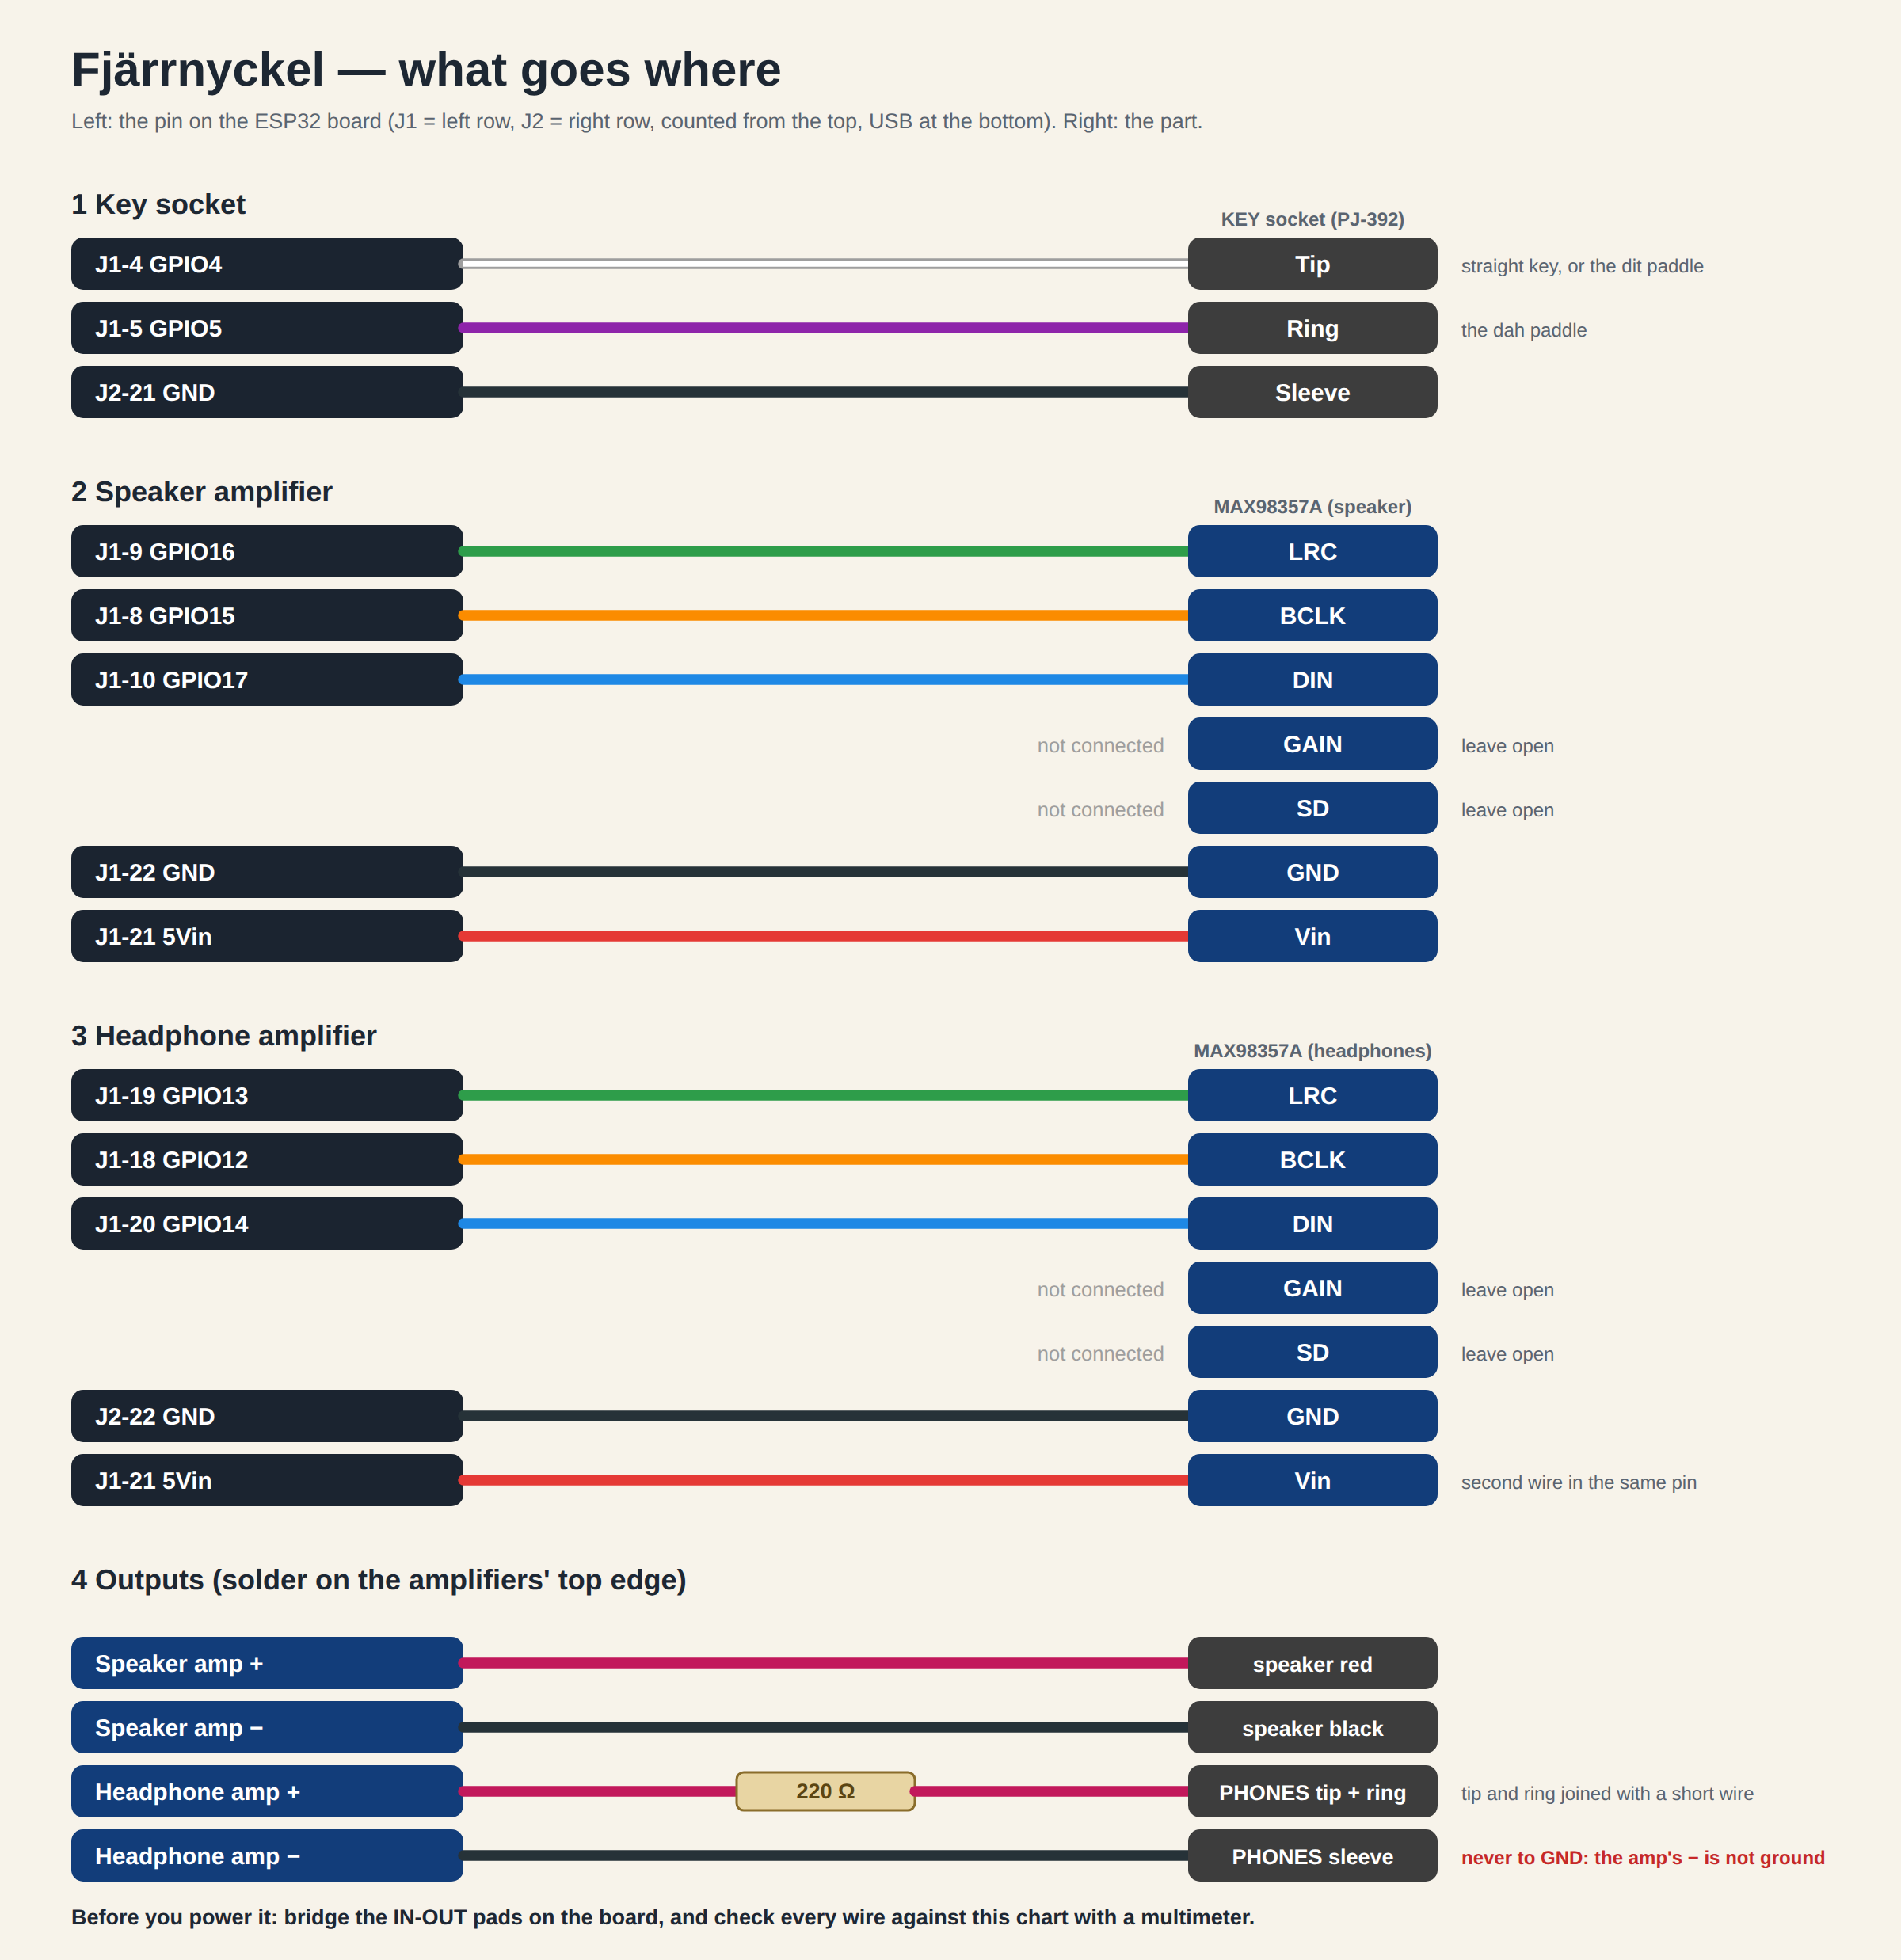 Fjärrnyckel — what goes where
Left: the pin on the ESP32 board (J1 = left row, J2 = right row, counted from the top, USB at the bottom). Right: the part.
1 Key socket
KEY socket (PJ-392)
J1-4 GPIO4 Tip straight key, or the dit paddle
J1-5 GPIO5 Ring the dah paddle
J2-21 GND Sleeve
2 Speaker amplifier
MAX98357A (speaker)
J1-9 GPIO16 LRC
J1-8 GPIO15 BCLK
J1-10 GPIO17 DIN
not connected GAIN leave open
not connected SD leave open
J1-22 GND GND
J1-21 5Vin Vin
3 Headphone amplifier
MAX98357A (headphones)
J1-19 GPIO13 LRC
J1-18 GPIO12 BCLK
J1-20 GPIO14 DIN
not connected GAIN leave open
not connected SD leave open
J2-22 GND GND
J1-21 5Vin Vin second wire in the same pin
4 Outputs (solder on the amplifiers' top edge)
Speaker amp + speaker red
Speaker amp − speaker black
Headphone amp + 220 Ω PHONES tip + ring tip and ring joined with a short wire
Headphone amp − PHONES sleeve never to GND: the amp's − is not ground
Before you power it: bridge the IN-OUT pads on the board, and check every wire against this chart with a multimeter.